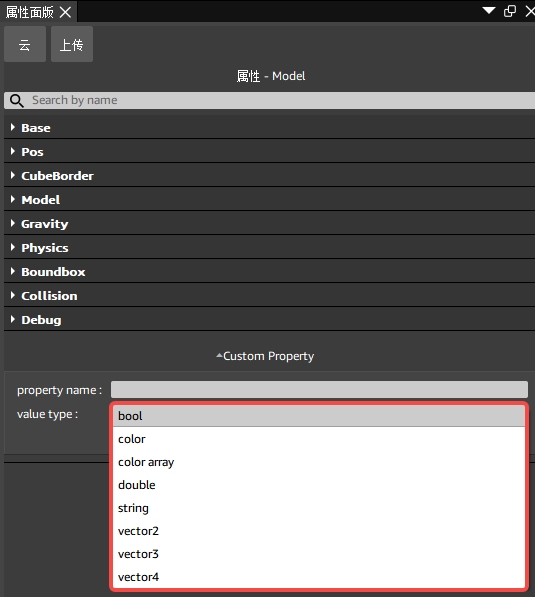 属性面版
云 上传
属性 - Model
Search by name
Base
Pos
CubeBorder
Model
Gravity
Physics
Boundbox
Collision
Debug
Custom Property
property name :
value type :
bool
color
color array
double
string
vector2
vector3
vector4